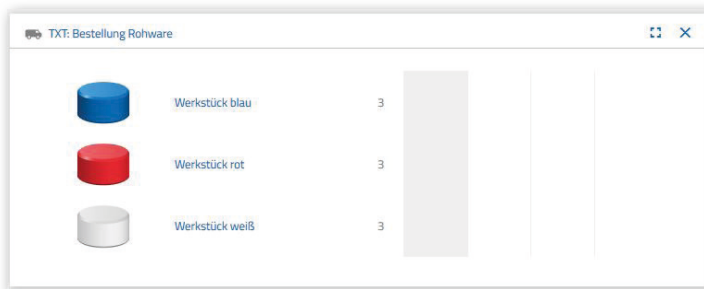 TXT: Bestellung Rohware
Werkstück blau 3
Werkstück rot 3
Werkstück weiß 3